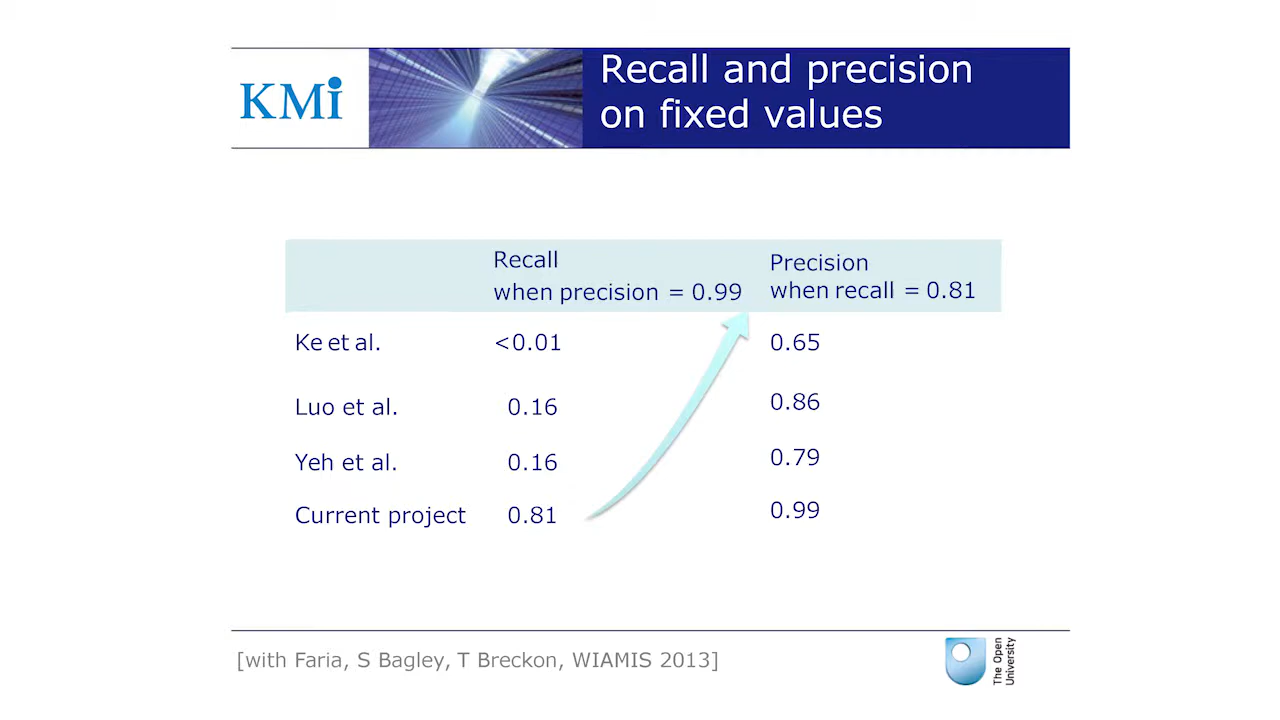 KMi
Recall and precision
on fixed values
Recall
when precision = 0.99
Precision
when recall = 0.81
Ke et al. <0.01 0.65
Luo et al. 0.16 0.86
Yeh et al. 0.16 0.79
Current project 0.81 0.99
[with Faria, S Bagley, T Breckon, WIAMIS 2013]
The Open
University